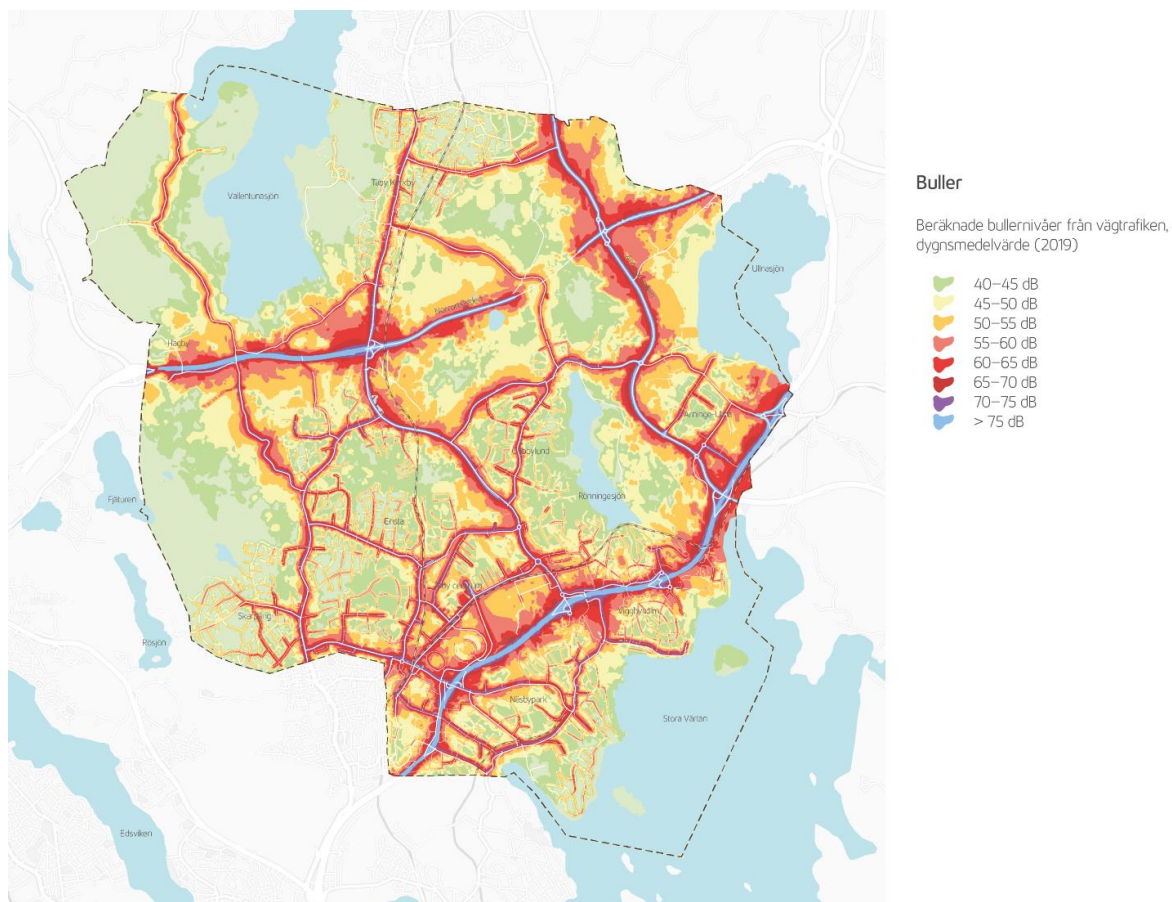 Buller
Beräknade bullernivåer från vägtrafiken,
dygnsmedelvärde (2019)
40–45 dB
45–50 dB
50–55 dB
55–60 dB
60–65 dB
65–70 dB
70–75 dB
> 75 dB
Vallentunasjön
Täby Kyrkby
Ullnasjön
Hagby
Arninge-Ullna
Gribbylund
Rönningesjön
Fjäturen
Ensta
Täby centrum
Skarpäng
Viggbyholm
Rösjön
Näsbypark
Stora Värtan
Edsviken